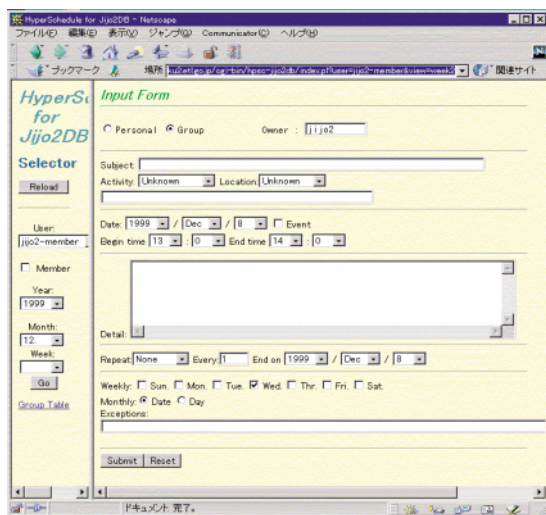 HyperSchedule for Jijo2DB - Netscape
ファイル(F) 編集(E) 表示(V) ジャンプ(G) Communicator(C) ヘルプ(H)
ブックマーク 場所 関連サイト
HyperS
for
Jijo2DB
Selector
Reload
User:
jijo2-member
Member
Year:
1999
Month:
12.
Week:
Go
Group Table
Input Form
Personal Group Owner : jijo2
Subject:
Activity: Unknown Location: Unknown
Date: 1999 / Dec / 8 Event
Begin time 13 : 0 End time 14 : 0
Detail:
Repeat: None Every: 1 End on 1999 / Dec / 8
Weekly: Sun. Mon. Tue. Wed. Thr. Fri. Sat.
Monthly: Date Day
Exceptions:
Submit Reset
ドキュメント 完了。